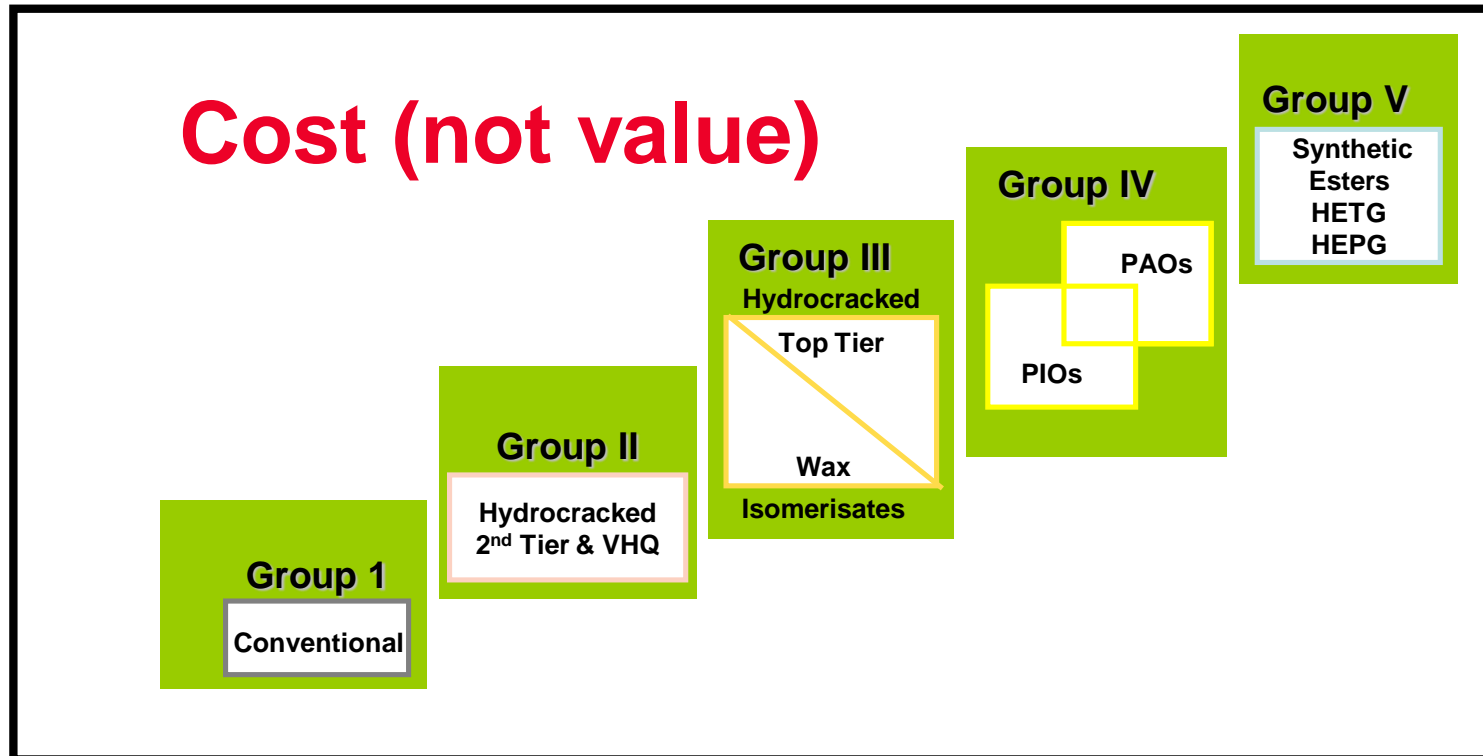 Cost (not value)
Group 1
Conventional
Group II
Hydrocracked
2nd Tier & VHQ
Group III
Hydrocracked
Top Tier
Wax
Isomerisates
Group IV
PAOs
PIOs
Group V
Synthetic
Esters
HETG
HEPG